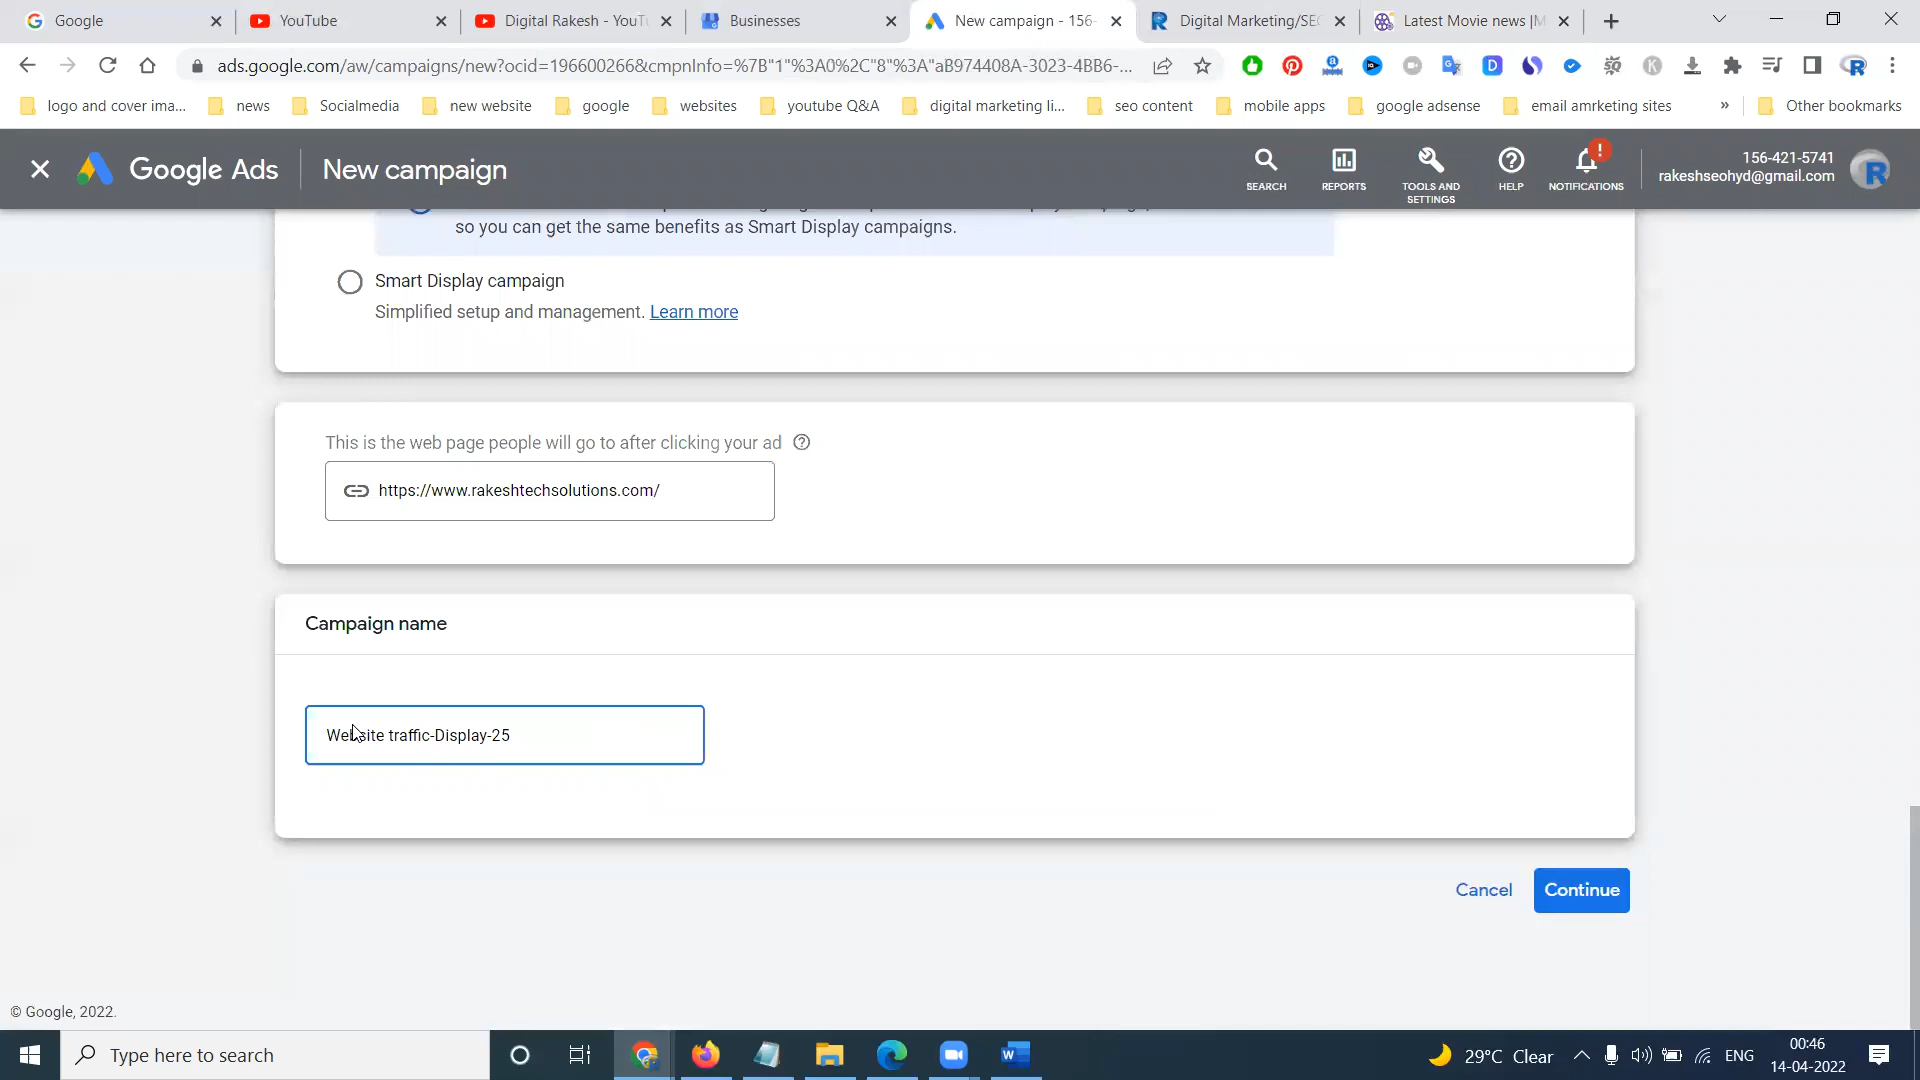 Google
YouTube
Digital Rakesh - YouTu
Businesses
New campaign - 156-
Digital Marketing/SEO
Latest Movie news |M
ads.google.com/aw/campaigns/new?ocid=196600266&cmpnInfo=%7B"1"%3A0%2C"8"%3A"aB974408A-3023-4BB6-...
logo and cover ima...
news
Socialmedia
new website
google
websites
youtube Q&A
digital marketing li...
seo content
mobile apps
google adsense
email amrketing sites
»
Other bookmarks
Google Ads
New campaign
SEARCH
REPORTS
TOOLS AND
SETTINGS
HELP
NOTIFICATIONS
156-421-5741
rakeshseohyd@gmail.com
so you can get the same benefits as Smart Display campaigns.
Smart Display campaign
Simplified setup and management. Learn more
This is the web page people will go to after clicking your ad
https://www.rakeshtechsolutions.com/
Campaign name
Website traffic-Display-25
Cancel
Continue
© Google, 2022.
Type here to search
29°C Clear
ENG
00:46
14-04-2022